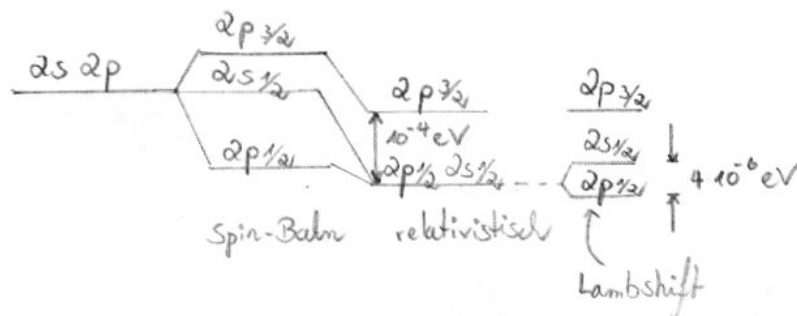 2p 3/2
2s 2p
2s 1/2
2p 3/2
2p 3/2
10⁻⁴ eV
2s 1/2
2p 1/2
2p 1/2 2s 1/2
2p 1/2
4 10⁻⁶ eV
Spin-Bahn
relativistisch
Lambshift